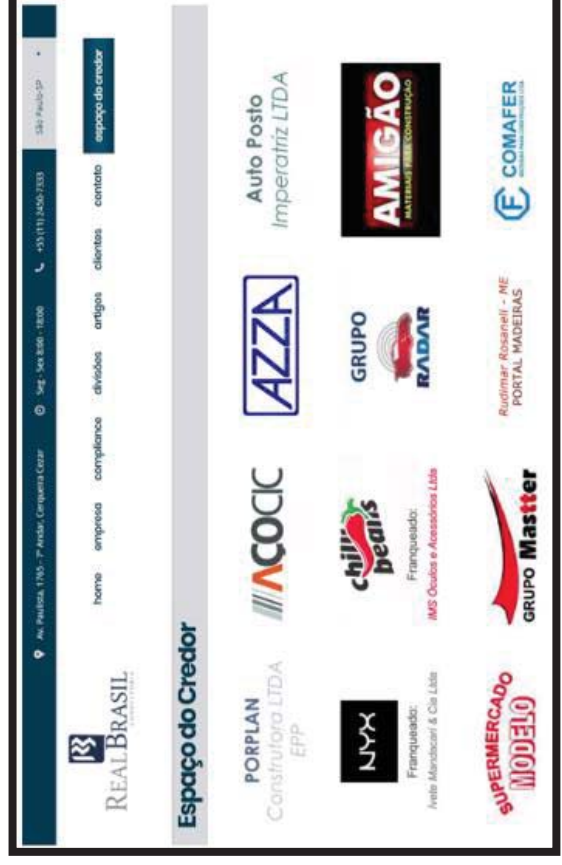 Av. Paulista, 1765 - 7º Andar, Cerqueira Cezar
Seg - Sex 8:00 - 18:00
+55 (11) 2450-7333
São Paulo-SP
REAL BRASIL
CONSULTORIA
home empresa compliance divisões artigos clientes contato espaço do credor
Espaço do Credor
PORPLAN
Construtora LTDA
EPP
AÇOCIC
AZZA
Auto Posto
Imperatriz LTDA
NYX
Franqueado:
Ivete Mandacari & Cia Ltda
chilli
beans
Franqueado:
IMS Óculos e Acessórios Ltda
GRUPO
RADAR
AMIGÃO
MATERIAIS PARA CONSTRUÇÃO
SUPERMERCADO
MODELO
GRUPO Mastter
Rudimar Rosaneli - ME
PORTAL MADEIRAS
COMAFER